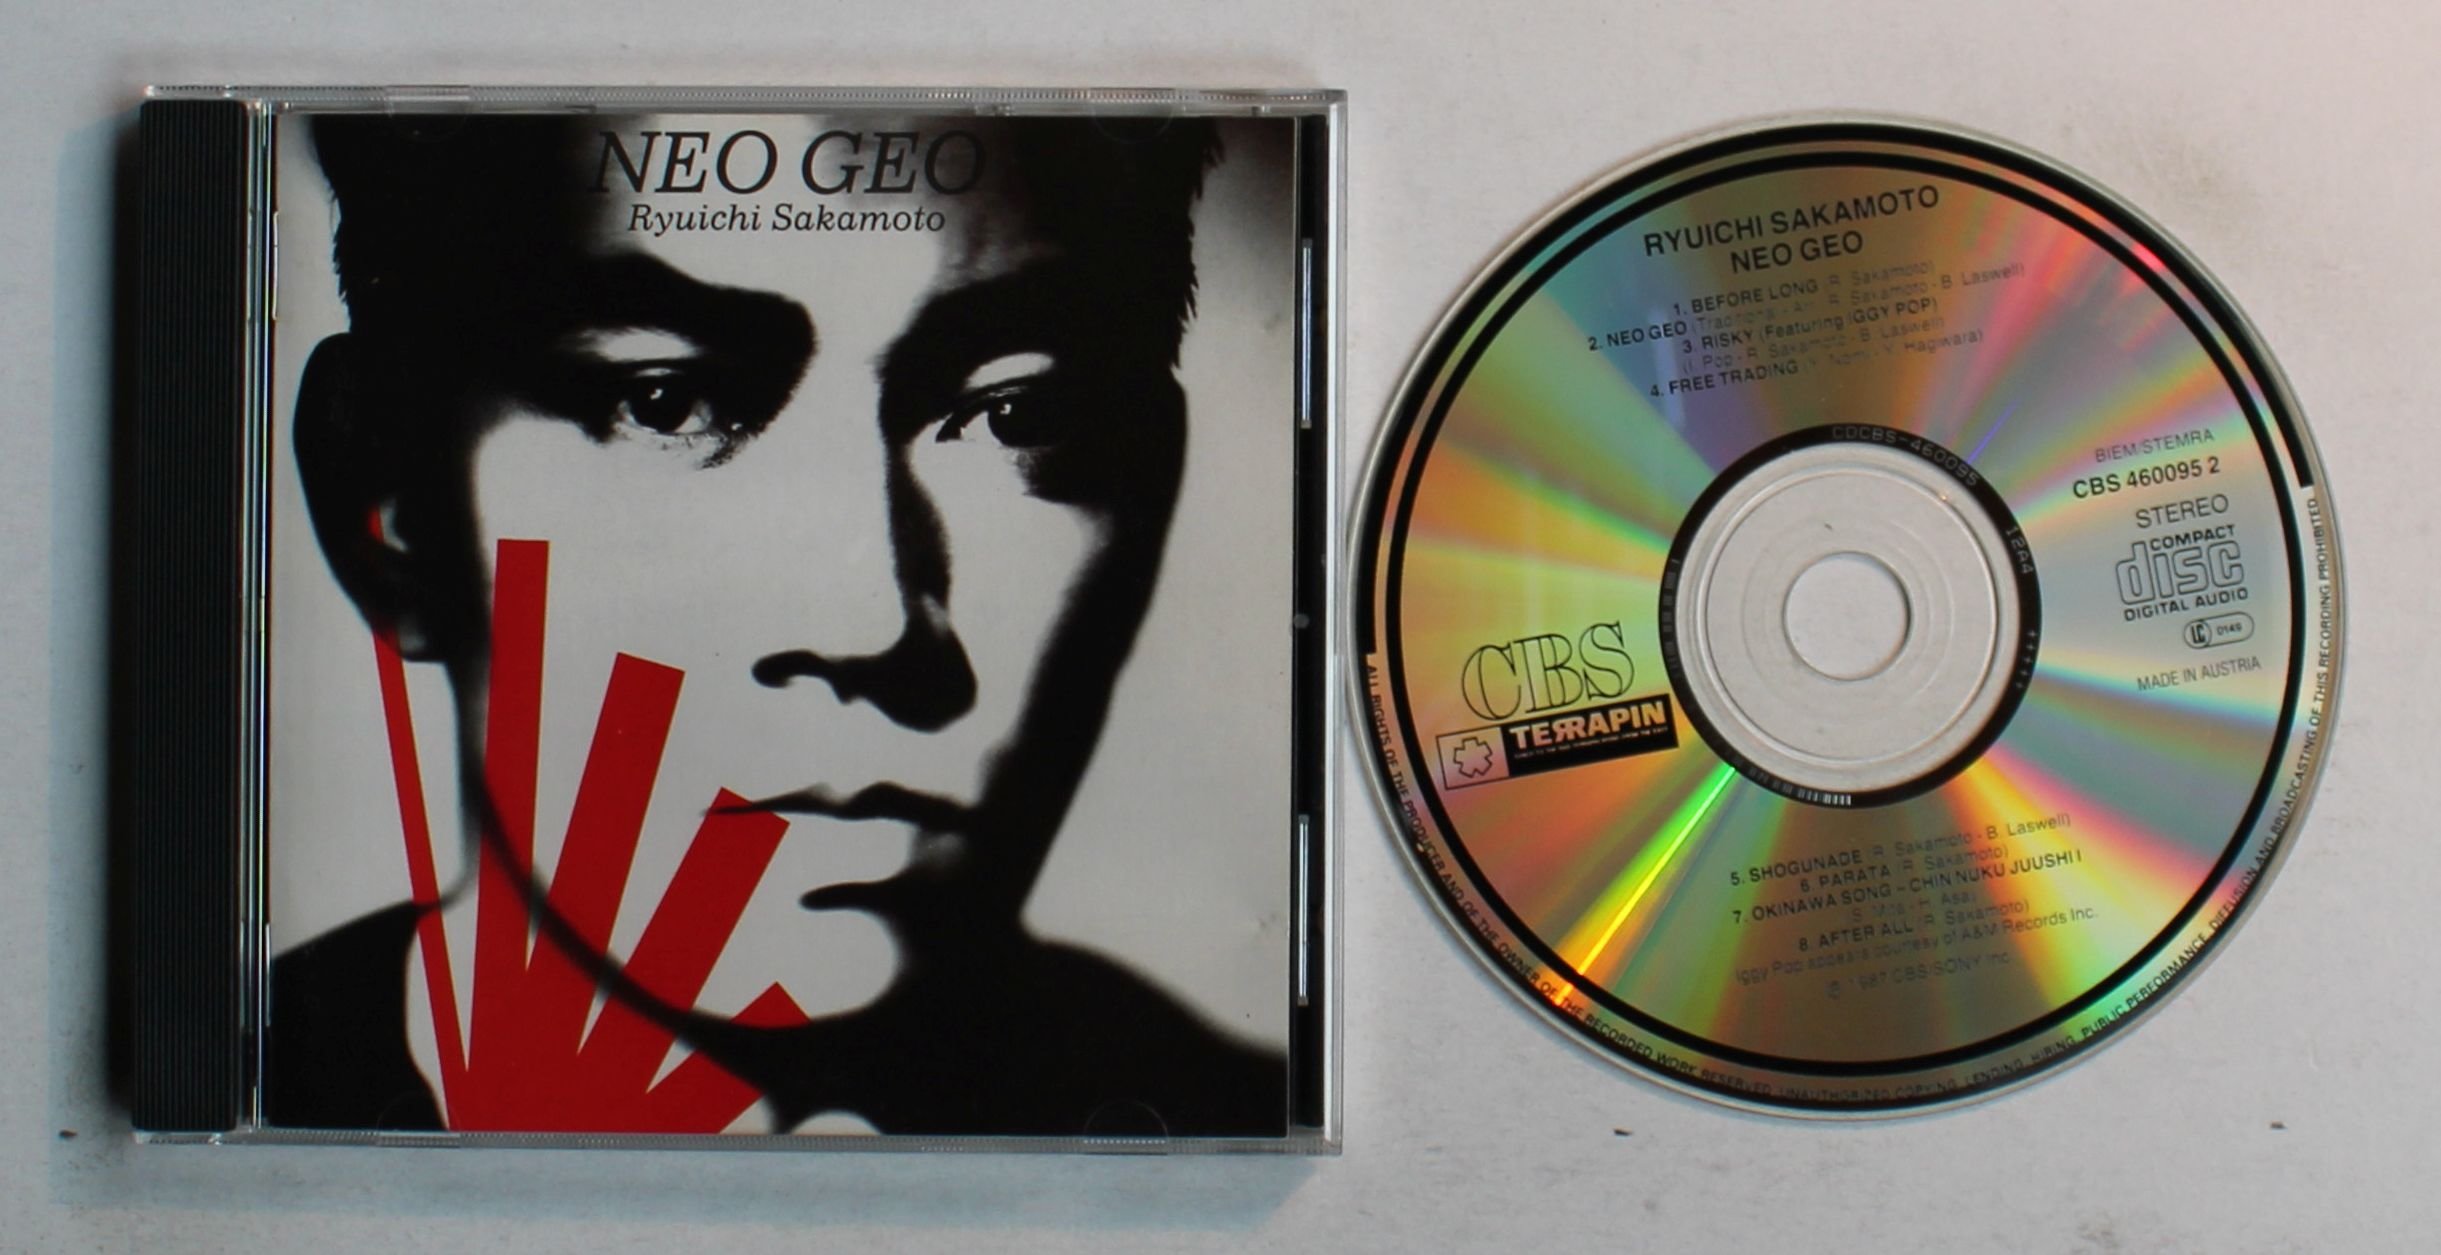 NEO GEO
Ryuichi Sakamoto
RYUICHI SAKAMOTO
NEO GEO
1. BEFORE LONG (R. Sakamoto)
2. NEO GEO (Traditional - Arr. R. Sakamoto - B. Laswell)
3. RISKY (Featuring IGGY POP)
(I. Pop - R. Sakamoto - B. Laswell)
4. FREE TRADING (Y. Nomi - Y. Hagiwara)
CDCBS-460095
12A4
BIEM/STEMRA
CBS 460095 2
STEREO
COMPACT
disc
DIGITAL AUDIO
LC 0149
MADE IN AUSTRIA
CBS
TERRAPIN
5. SHOGUNADE (R. Sakamoto - B. Laswell)
6. PARATA (R. Sakamoto)
7. OKINAWA SONG – CHIN NUKU JUUSHII
8. AFTER ALL (R. Sakamoto)
Iggy Pop appears courtesy of A&M Records Inc.
℗ 1987 CBS/SONY Inc.
ALL RIGHTS OF THE PRODUCER AND OF THE OWNER OF THE RECORDED WORK RESERVED. UNAUTHORIZED COPYING, LENDING, HIRING, PUBLIC PERFORMANCE, DIFFUSION AND BROADCASTING OF THIS RECORDING PROHIBITED